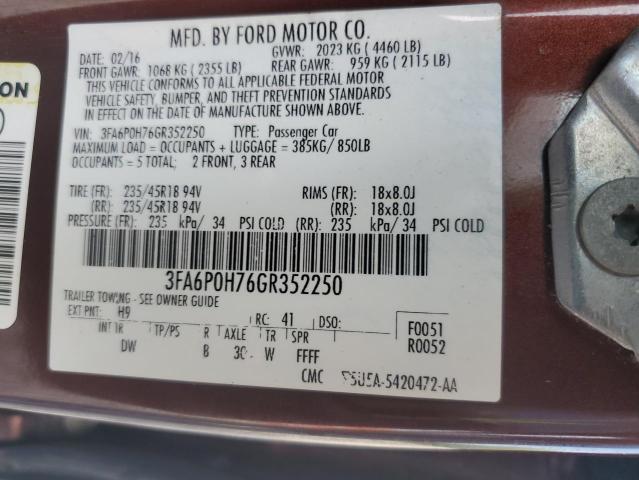 MFD. BY FORD MOTOR CO.
DATE: 02/16 GVWR: 2023 KG ( 4460 LB)
FRONT GAWR: 1068 KG ( 2355 LB) REAR GAWR: 959 KG ( 2115 LB)
THIS VEHICLE CONFORMS TO ALL APPLICABLE FEDERAL MOTOR
VEHICLE SAFETY, BUMPER, AND THEFT PREVENTION STANDARDS
IN EFFECT ON THE DATE OF MANUFACTURE SHOWN ABOVE.
VIN: 3FA6P0H76GR352250 TYPE: Passenger Car
MAXIMUM LOAD = OCCUPANTS + LUGGAGE = 385KG/ 850LB
OCCUPANTS = 5 TOTAL: 2 FRONT, 3 REAR
TIRE (FR): 235/45R18 94V RIMS (FR): 18x8.0J
(RR): 235/45R18 94V (RR): 18x8.0J
PRESSURE (FR): 235 kPa/ 34 PSI COLD (RR): 235 kPa/ 34 PSI COLD
3FA6P0H76GR352250
TRAILER TOWING - SEE OWNER GUIDE
EXT PNT: H9 RC: 41 DSO:
INT TR TP/PS R AXLE TR SPR
DW B W FFFF
F0051
R0052
CMC 5U5A-5420472-AA
ON